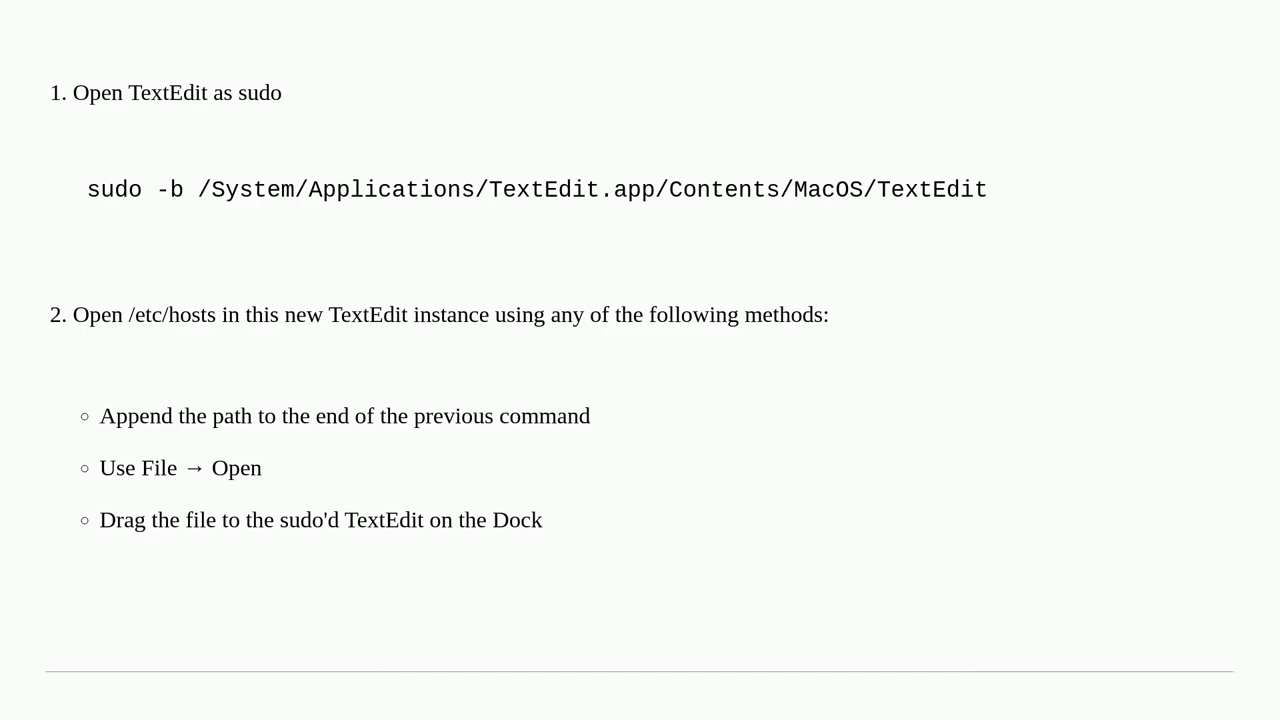 1. Open TextEdit as sudo
sudo -b /System/Applications/TextEdit.app/Contents/MacOS/TextEdit
2. Open /etc/hosts in this new TextEdit instance using any of the following methods:
○ Append the path to the end of the previous command
○ Use File → Open
○ Drag the file to the sudo'd TextEdit on the Dock